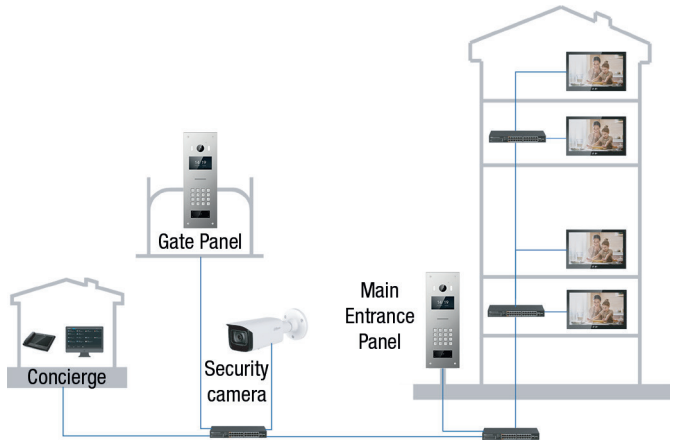 Gate Panel
Main
Entrance
Panel
Security
camera
Concierge